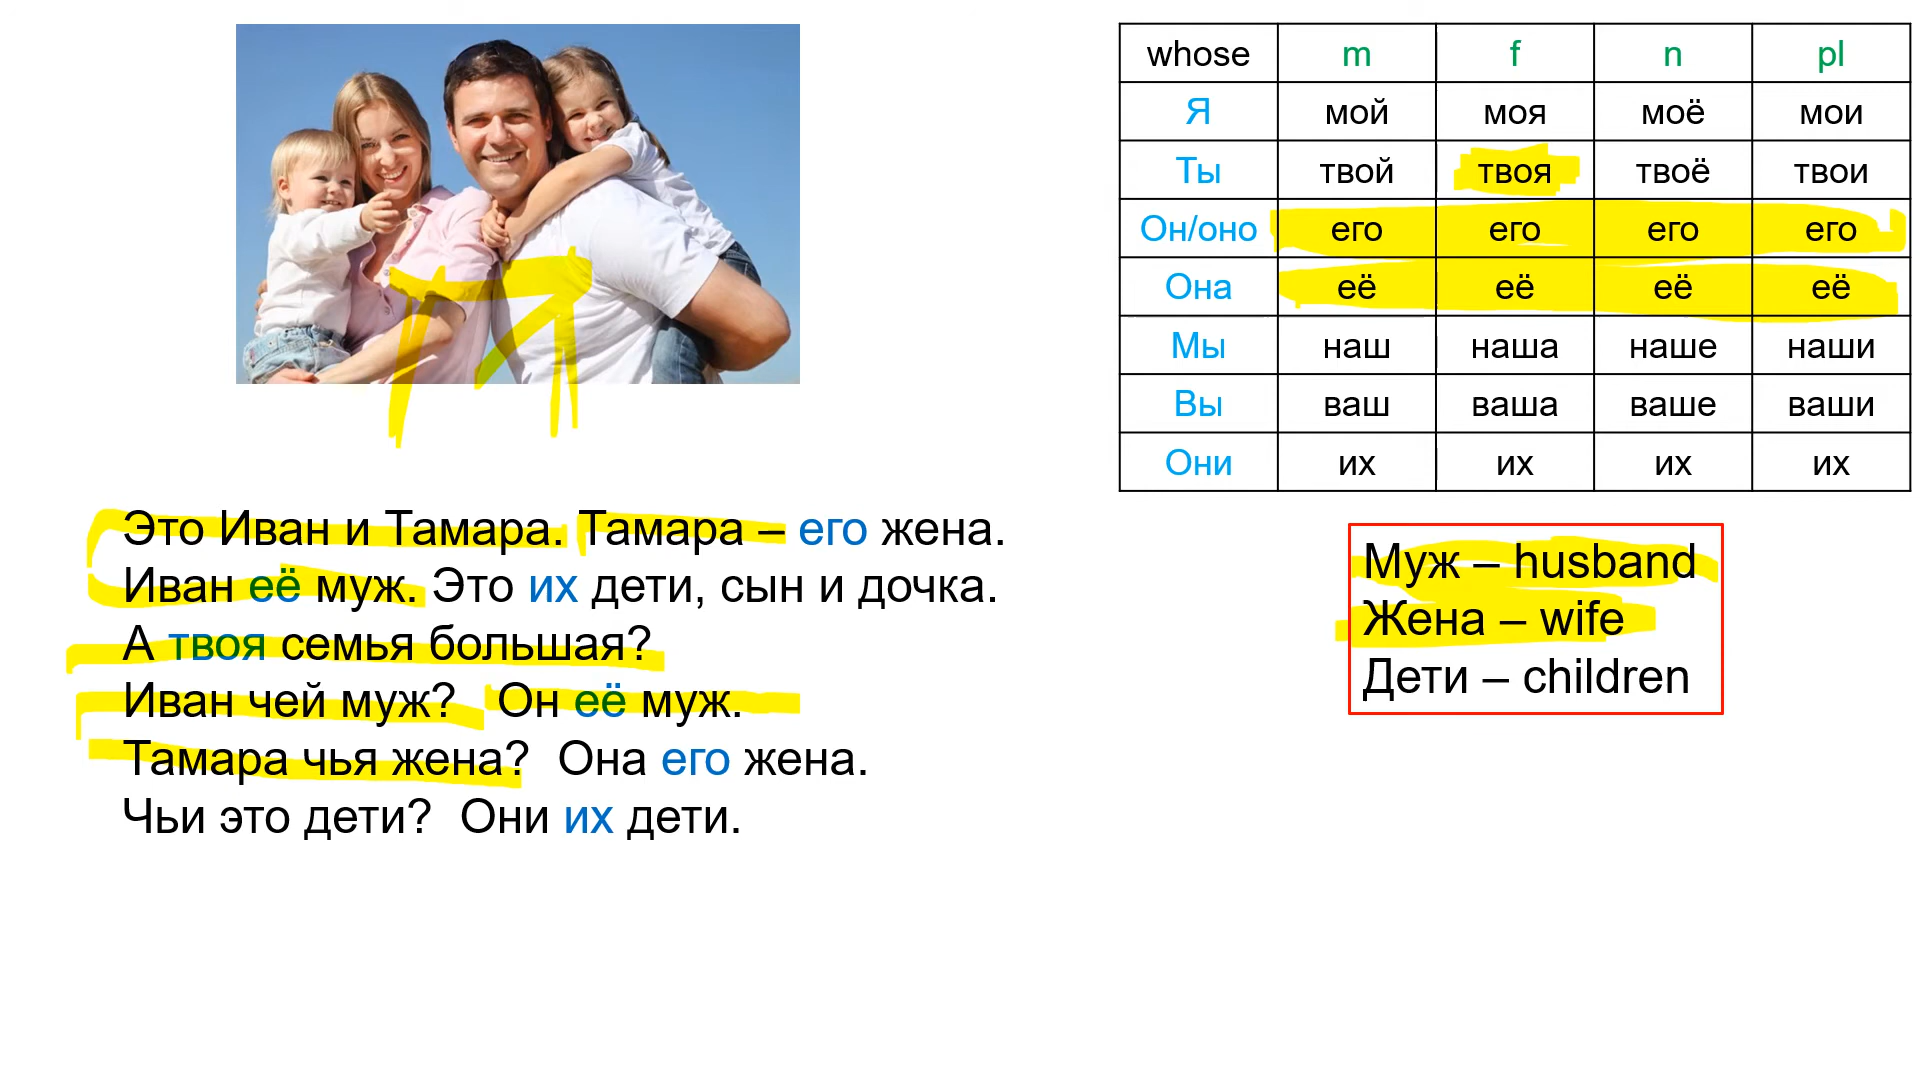 whose m f n pl
Я мой моя моё мои
Ты твой твоя твоё твои
Он/оно его его его его
Она её её её её
Мы наш наша наше наши
Вы ваш ваша ваше ваши
Они их их их их
Это Иван и Тамара. Тамара – его жена.
Иван её муж. Это их дети, сын и дочка.
А твоя семья большая?
Иван чей муж? Он её муж.
Тамара чья жена? Она его жена.
Чьи это дети? Они их дети.
Муж – husband
Жена – wife
Дети – children